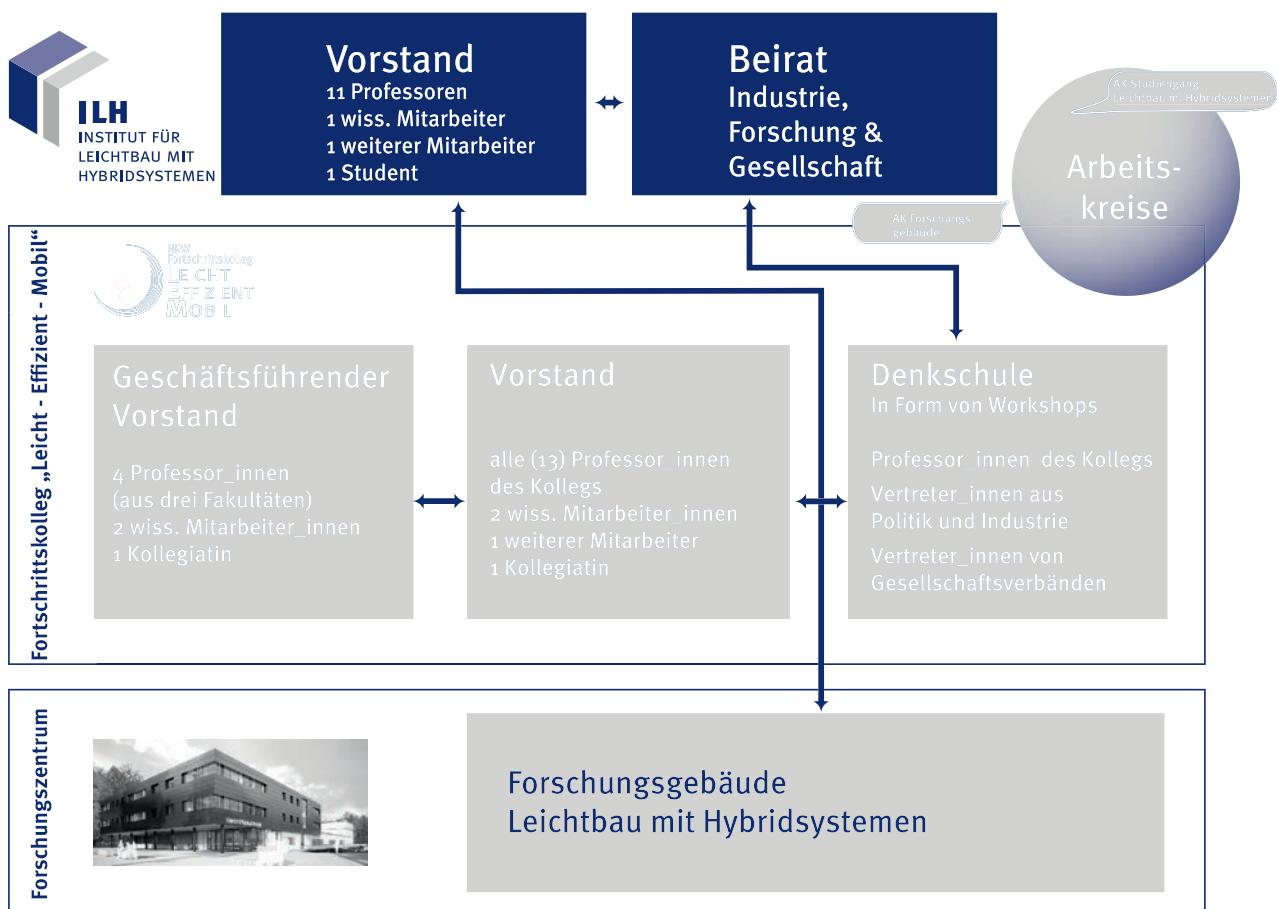 ILH
INSTITUT FÜR
LEICHTBAU MIT
HYBRIDSYSTEMEN
Vorstand
11 Professoren
1 wiss. Mitarbeiter
1 weiterer Mitarbeiter
1 Student
Beirat
Industrie,
Forschung &
Gesellschaft
AK Studiengang
Leichtbau m. Hybridsystemen
Arbeits-
kreise
AK Forschungs-
gebäude
Fortschrittskolleg „Leicht - Effizient - Mobil“
NRW
Fortschrittskolleg
LEICHT
EFFIZIENT
MOBIL
Geschäftsführender
Vorstand
4 Professor_innen
(aus drei Fakultäten)
2 wiss. Mitarbeiter_innen
1 Kollegiatin
Vorstand
alle (13) Professor_innen
des Kollegs
2 wiss. Mitarbeiter_innen
1 weiterer Mitarbeiter
1 Kollegiatin
Denkschule
In Form von Workshops
Professor_innen des Kollegs
Vertreter_innen aus
Politik und Industrie
Vertreter_innen von
Gesellschaftsverbänden
Forschungszentrum
Forschungsgebäude
Leichtbau mit Hybridsystemen